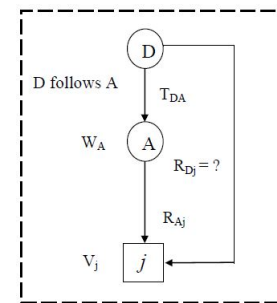 D
D follows A
T_DA
W_A
A
R_Dj = ?
R_Aj
V_j
j